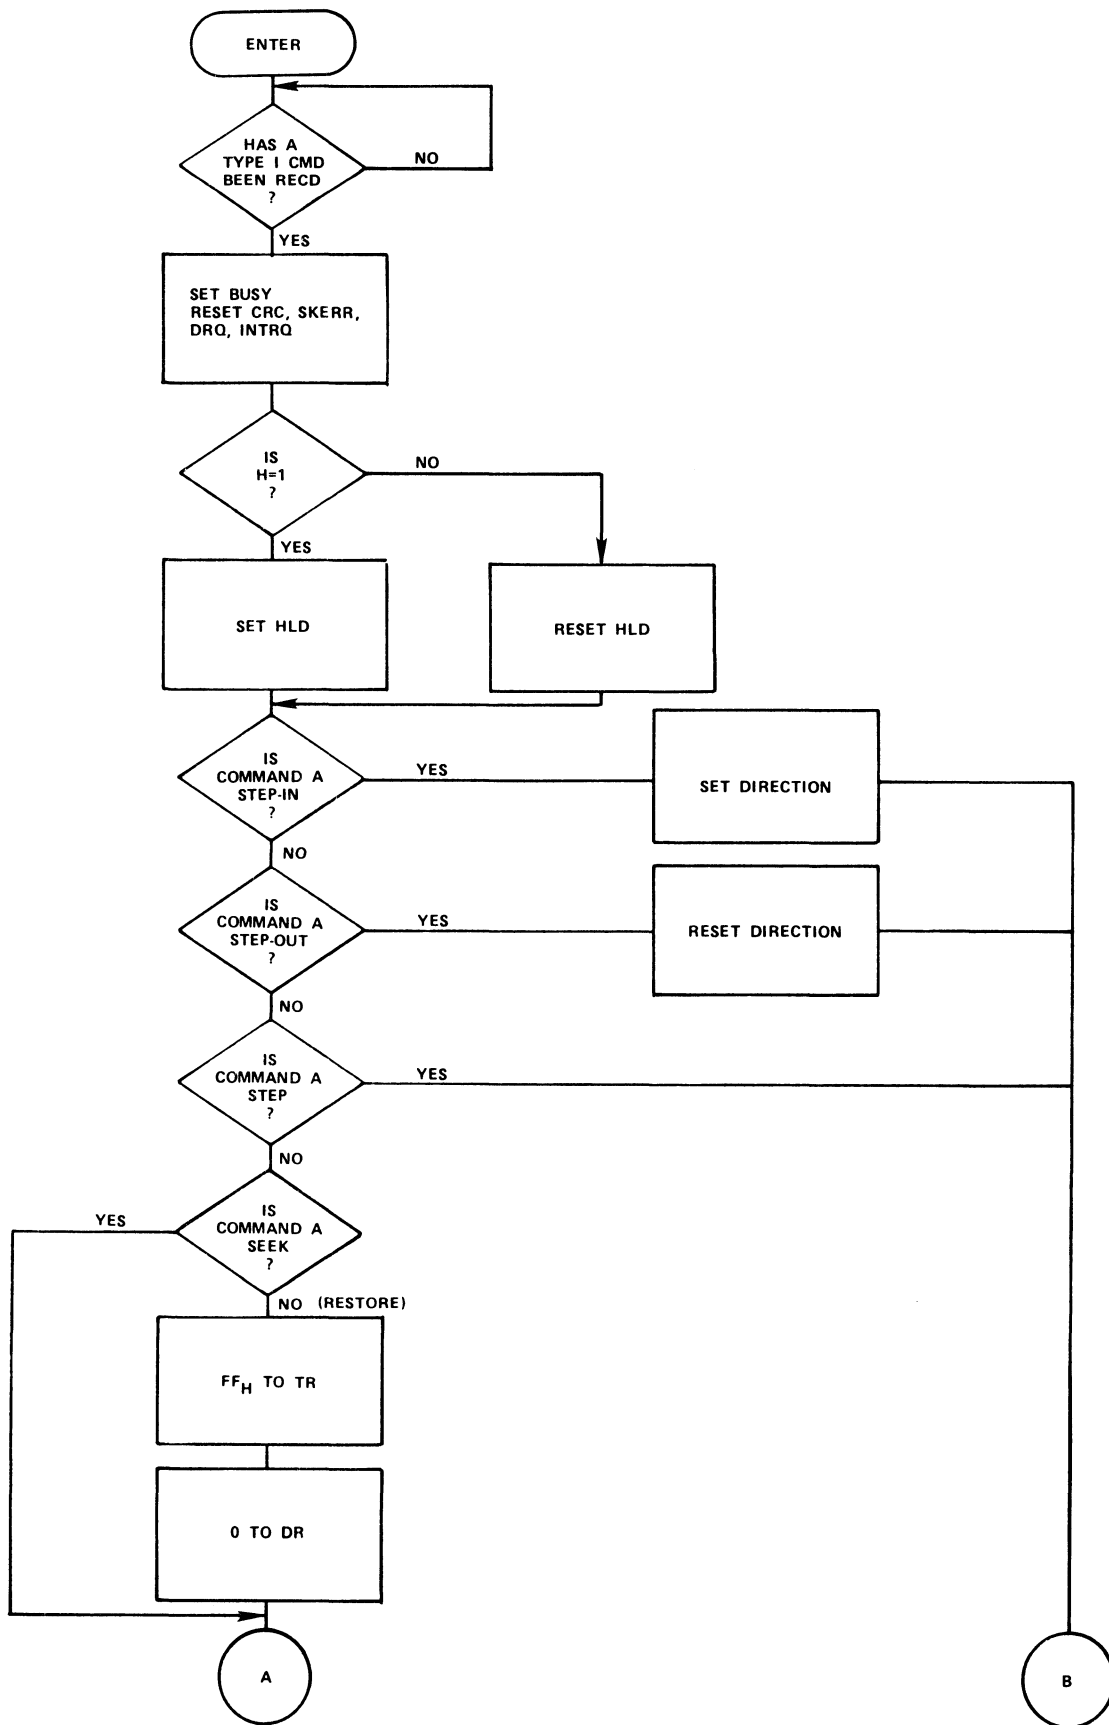 ENTER
HAS A
TYPE I CMD
BEEN RECD
?
NO
YES
SET BUSY
RESET CRC, SKERR,
DRQ, INTRQ
IS
H=1
?
NO
YES
SET HLD
RESET HLD
IS
COMMAND A
STEP-IN
?
YES
SET DIRECTION
NO
IS
COMMAND A
STEP-OUT
?
YES
RESET DIRECTION
NO
IS
COMMAND A
STEP
?
YES
NO
IS
COMMAND A
SEEK
?
YES
NO (RESTORE)
FFH TO TR
0 TO DR
A
B